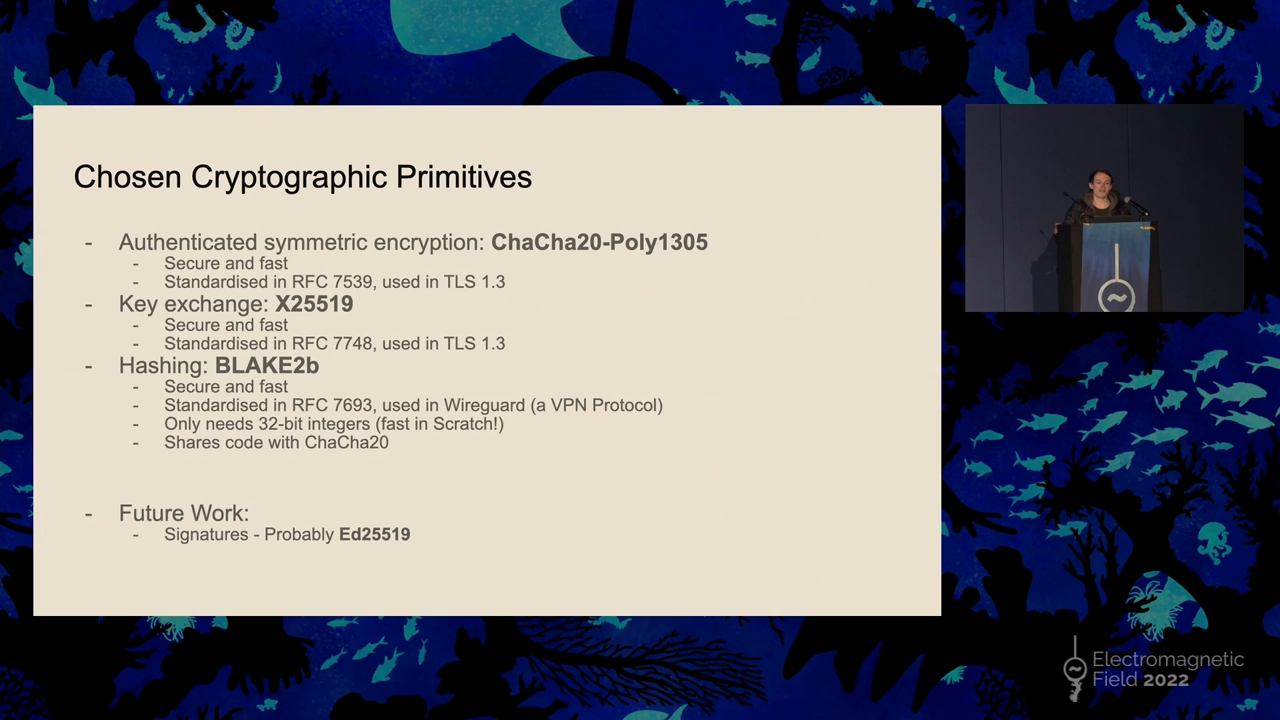 Chosen Cryptographic Primitives
- Authenticated symmetric encryption: ChaCha20-Poly1305
- Secure and fast
- Standardised in RFC 7539, used in TLS 1.3
- Key exchange: X25519
- Secure and fast
- Standardised in RFC 7748, used in TLS 1.3
- Hashing: BLAKE2b
- Secure and fast
- Standardised in RFC 7693, used in Wireguard (a VPN Protocol)
- Only needs 32-bit integers (fast in Scratch!)
- Shares code with ChaCha20
- Future Work:
- Signatures - Probably Ed25519
Electromagnetic
Field 2022